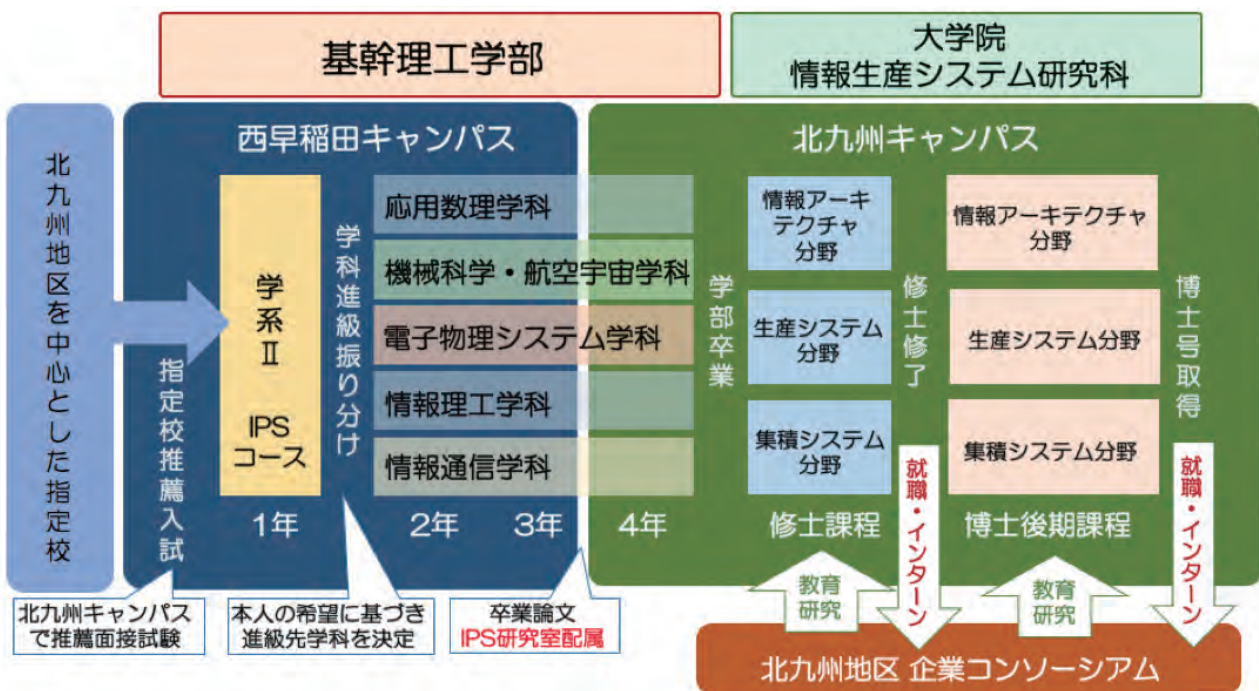 基幹理工学部
大学院
情報生産システム研究科
北九州地区を中心とした指定校
西早稲田キャンパス
指定校推薦入試
学系Ⅱ
IPS
コース
学科進級振り分け
応用数理学科
機械科学・航空宇宙学科
電子物理システム学科
情報理工学科
情報通信学科
1年
2年
3年
4年
北九州キャンパス
学部卒業
情報アーキ
テクチャ
分野
生産システム
分野
集積システム
分野
修士課程
修士修了
就職・インターン
情報アーキテクチャ
分野
生産システム分野
集積システム分野
博士後期課程
博士号取得
就職・インターン
教育
研究
教育
研究
北九州キャンパス
で推薦面接試験
本人の希望に基づき
進級先学科を決定
卒業論文
IPS研究室配属
北九州地区 企業コンソーシアム